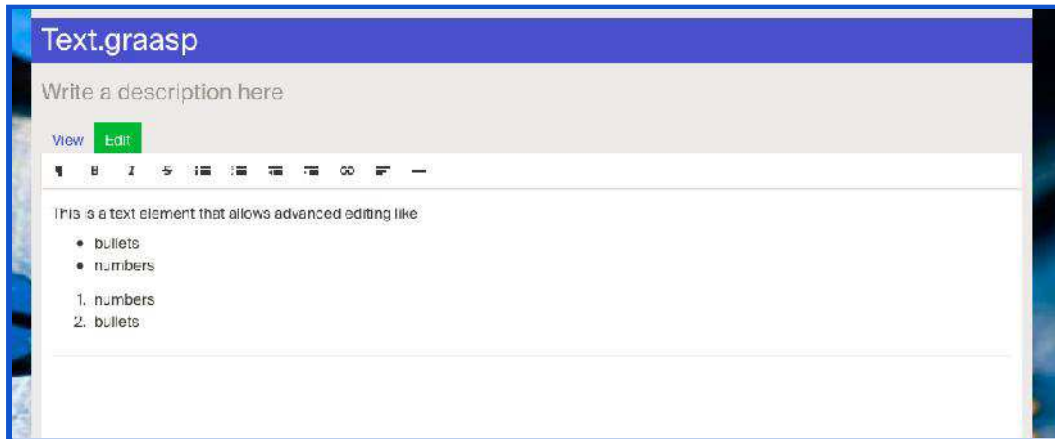 Text.graasp
Write a description here
View Edit
¶ B I S
This is a text element that allows advanced editing like
• bullets
• numbers
1. numbers
2. bullets